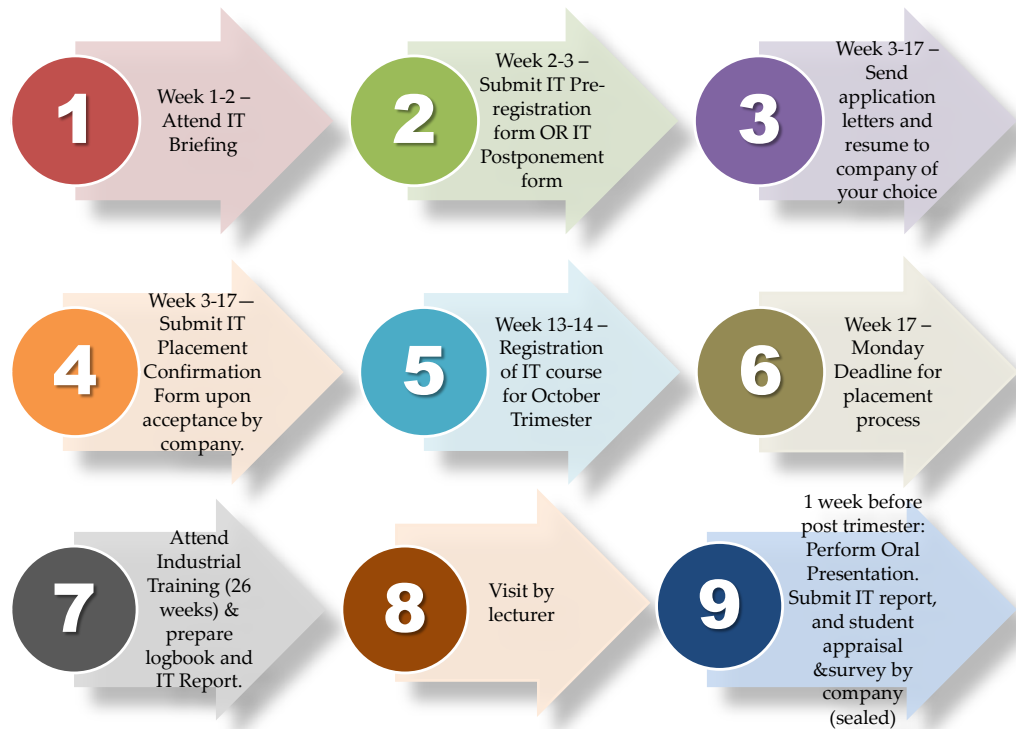 1
Week 1-2 –
Attend IT
Briefing
2
Week 2-3 –
Submit IT Pre-
registration
form OR IT
Postponement
form
3
Week 3-17 –
Send
application
letters and
resume to
company of
your choice
4
Week 3-17—
Submit IT
Placement
Confirmation
Form upon
acceptance by
company.
5
Week 13-14 –
Registration
of IT course
for October
Trimester
6
Week 17 –
Monday
Deadline for
placement
process
7
Attend
Industrial
Training (26
weeks) &
prepare
logbook and
IT Report.
8
Visit by
lecturer
9
1 week before
post trimester:
Perform Oral
Presentation.
Submit IT report,
and student
appraisal
&survey by
company
(sealed)